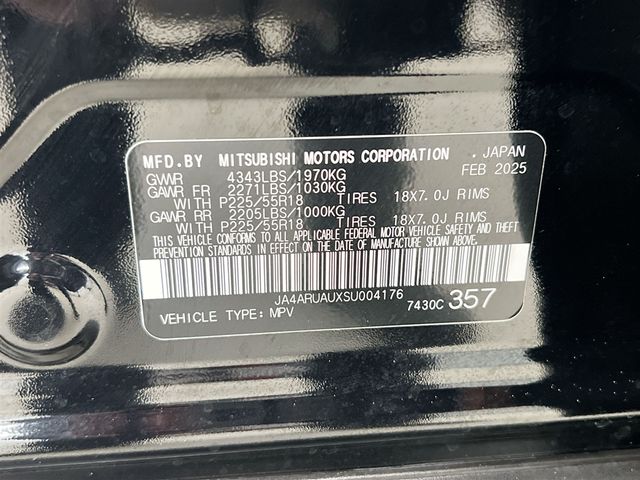 MFD.BY MITSUBISHI MOTORS CORPORATION , JAPAN
GVWR 4343LBS/1970KG FEB 2025
GAWR FR 2271LBS/1030KG
WITH P225/55R18 TIRES 18X7.0J RIMS
GAWR RR 2205LBS/1000KG
WITH P225/55R18 TIRES 18X7.0J RIMS
THIS VEHICLE CONFORMS TO ALL APPLICABLE FEDERAL MOTOR VEHICLE SAFETY AND THEFT
PREVENTION STANDARDS IN EFFECT ON THE DATE OF MANUFACTURE SHOWN ABOVE.
JA4ARUAUXSU004176
VEHICLE TYPE: MPV 7430C 357